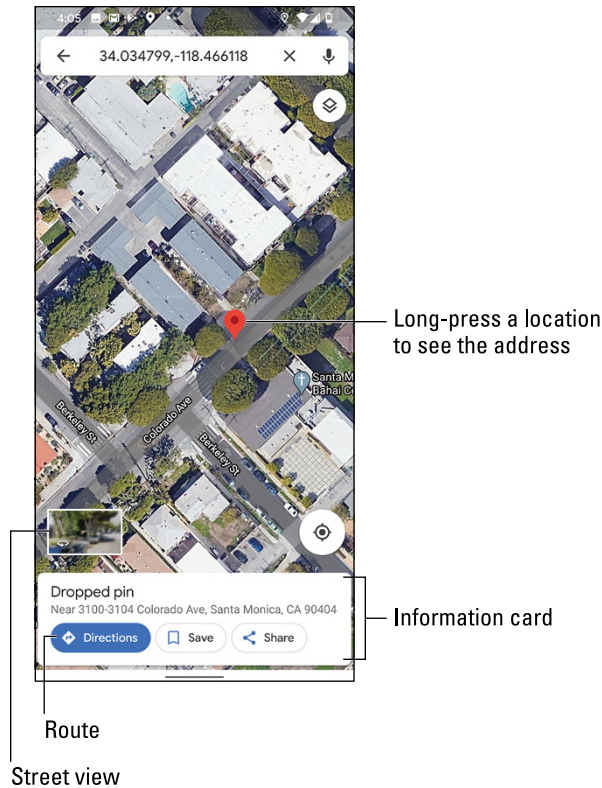 4:05
34.034799,-118.466118
Long-press a location
to see the address
Santa M
Bahai Ce
Berkeley St
Colorado Ave
Berkeley St
Dropped pin
Near 3100-3104 Colorado Ave, Santa Monica, CA 90404
Directions
Save
Share
Information card
Route
Street view